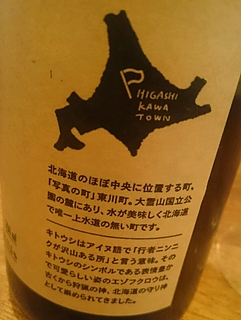 HIGASHI
KAWA
TOWN
北海道のほぼ中央に位置する町。
「写真の町」東川町。大雪山国立公
園の麓にあり、水が美味しく北海道
で唯一上水道の無い町です。
キトウシはアイヌ語で「行者ニンニ
クが沢山ある所」と言う意味。その
キトウシのシンボルである表情豊か
で可愛らしい姿のエゾフクロウは、
古くから狩猟の神、北海道の守り神
として崇められてきました。